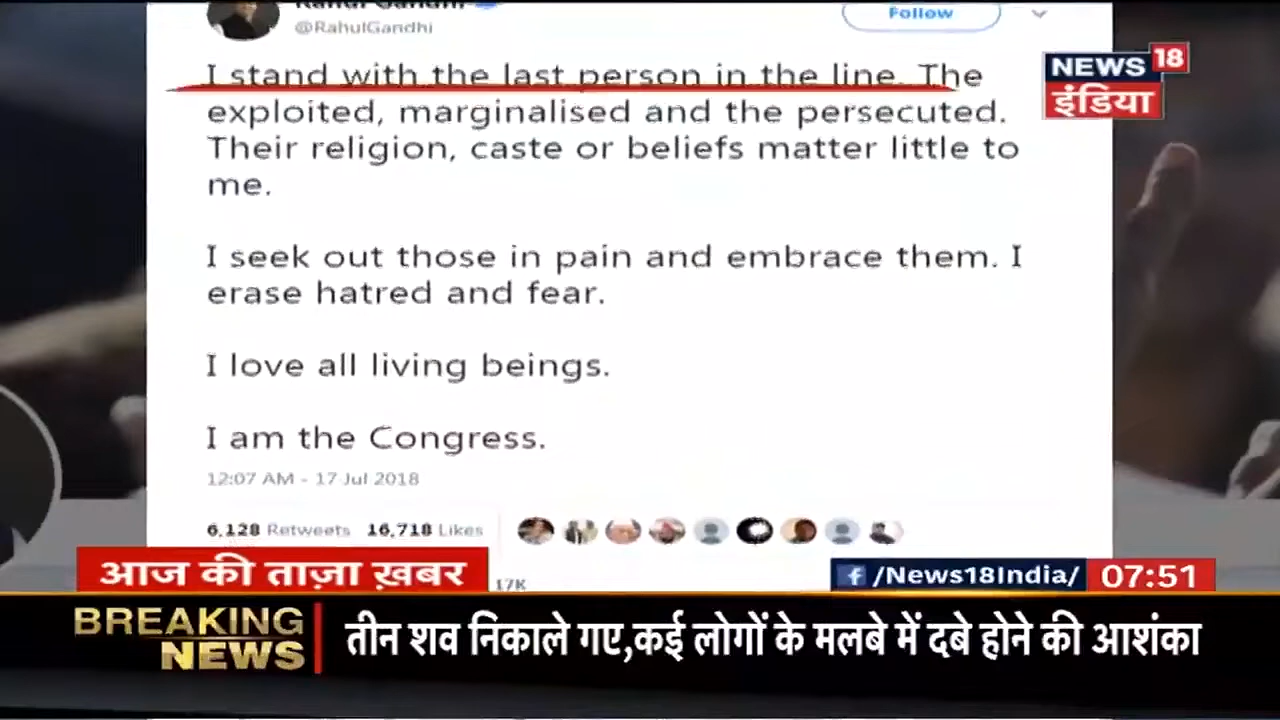 Rahul Gandhi
@RahulGandhi
Follow
NEWS 18
इंडिया
I stand with the last person in the line. The
exploited, marginalised and the persecuted.
Their religion, caste or beliefs matter little to
me.
I seek out those in pain and embrace them. I
erase hatred and fear.
I love all living beings.
I am the Congress.
12:07 AM - 17 Jul 2018
6,128 Retweets 16,718 Likes
17K
आज की ताज़ा ख़बर
f /News18India/ 07:51
BREAKING
NEWS
तीन शव निकाले गए,कई लोगों के मलबे में दबे होने की आशंका